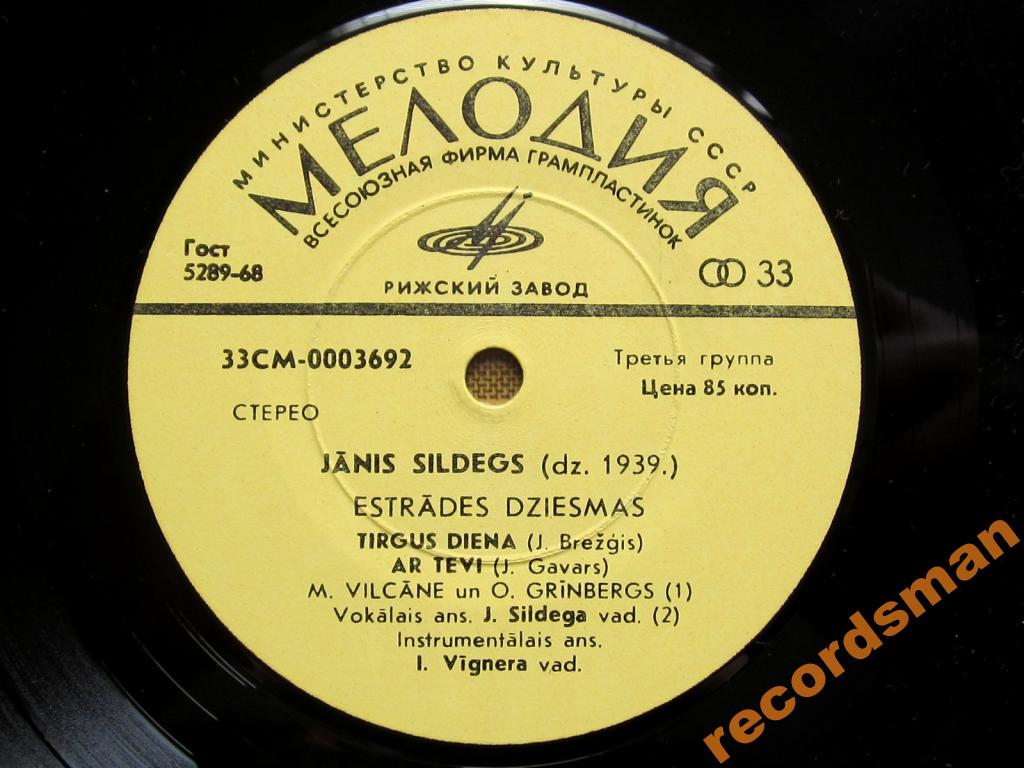 МИНИСТЕРСТВО КУЛЬТУРЫ СССР
МЕЛОДИЯ
ВСЕСОЮЗНАЯ ФИРМА ГРАМПЛАСТИНОК
Гост
5289-68
РИЖСКИЙ ЗАВОД
33
33СМ-0003692
Третья группа
Цена 85 коп.
СТЕРЕО
JĀNIS SILDEGS (dz. 1939.)
ESTRĀDES DZIESMAS
TIRGUS DIENA (J. Brežģis)
AR TEVI (J. Gavars)
M. VILCĀNE un O. GRĪNBERGS (1)
Vokālais ans. J. Sildega vad. (2)
Instrumentālais ans.
I. Vīgnera vad.
recordsman